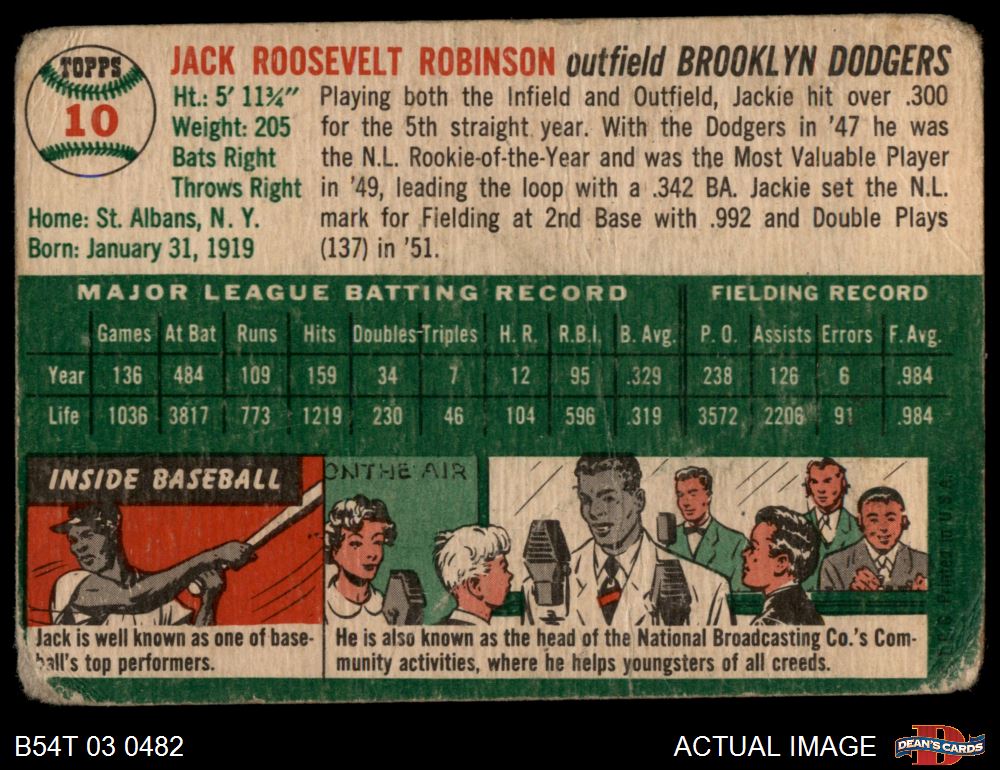 TOPPS
10
JACK ROOSEVELT ROBINSON outfield BROOKLYN DODGERS
Ht.: 5' 11¾"
Weight: 205
Bats Right
Throws Right
Home: St. Albans, N. Y.
Born: January 31, 1919
Playing both the Infield and Outfield, Jackie hit over .300
for the 5th straight year. With the Dodgers in '47 he was
the N.L. Rookie-of-the-Year and was the Most Valuable Player
in '49, leading the loop with a .342 BA. Jackie set the N.L.
mark for Fielding at 2nd Base with .992 and Double Plays
(137) in '51.
MAJOR LEAGUE BATTING RECORD FIELDING RECORD
Games At Bat Runs Hits Doubles Triples H. R. R.B.I. B. Avg. P. O. Assists Errors F. Avg.
Year 136 484 109 159 34 7 12 95 .329 238 126 6 .984
Life 1036 3817 773 1219 230 46 104 596 .319 3572 2206 91 .984
INSIDE BASEBALL
ON THE AIR
Jack is well known as one of base-
ball's top performers.
He is also known as the head of the National Broadcasting Co.'s Com-
munity activities, where he helps youngsters of all creeds.
Printed in U.S.A.
B54T 03 0482
ACTUAL IMAGE
DEAN'S CARDS